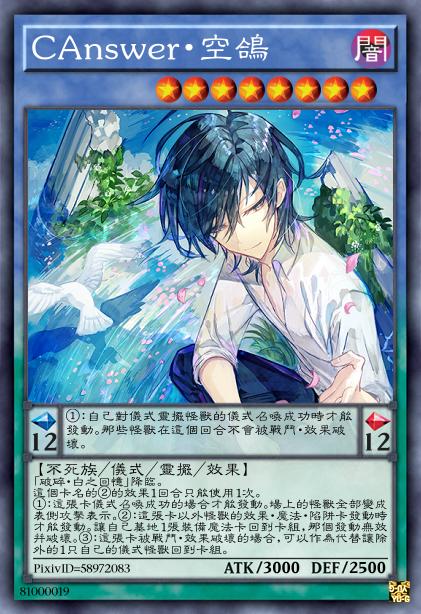 CAnswer・空鴿
闇
①:自己對儀式靈擺怪獸的儀式召喚成功時才能
發動。那些怪獸在這個回合不會被戰鬥・效果破
壞。
12
12
【不死族/儀式/靈擺/效果】
「破碎・白之回憶」降臨。
這個卡名的②的效果1回合只能使用1次。
①:這張卡儀式召喚成功的場合才能發動。場上的怪獸全部變成
表側攻擊表示。②:這張卡以外怪獸的效果・魔法・陷阱卡發動時
才能發動。讓自己墓地1張裝備魔法卡回到卡組,那個發動無效
并破壞。③:這張卡被戰鬥・效果破壞的場合,可以作為代替讓除
外的1只自己的儀式怪獸回到卡組。
PixivID=58972083
ATK/3000 DEF/2500
81000019